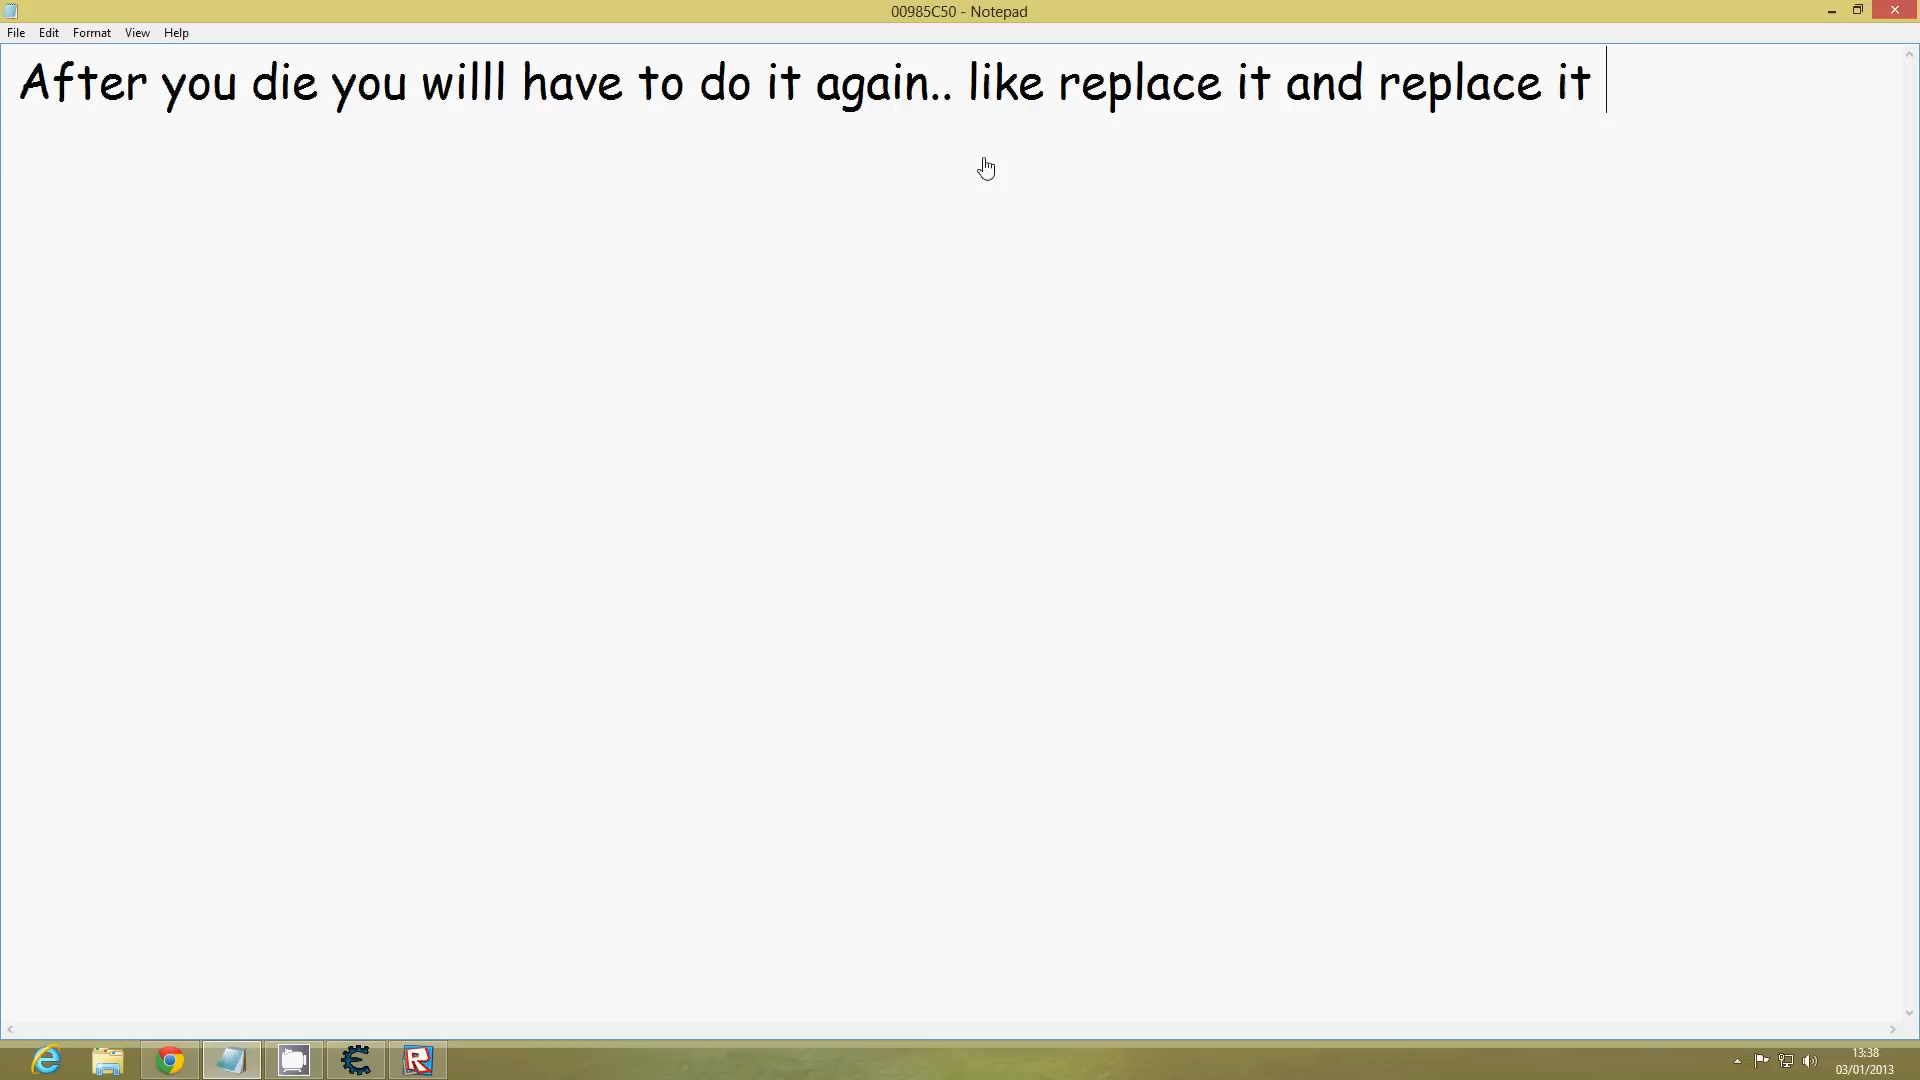 00985C50 - Notepad
File Edit Format View Help
After you die you willl have to do it again.. like replace it and replace it
13:38
03/01/2013